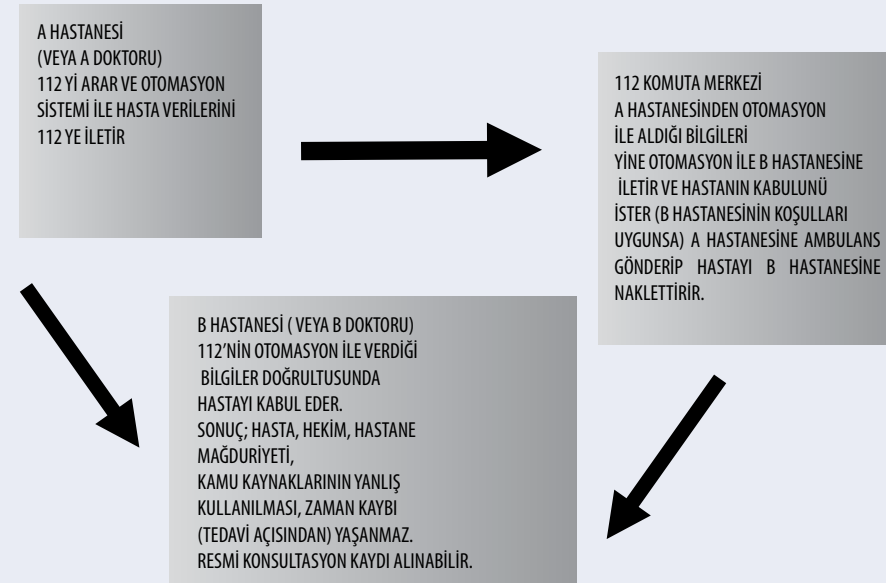 A HASTANESİ
(VEYA A DOKTORU)
112 Yİ ARAR VE OTOMASYON
SİSTEMİ İLE HASTA VERİLERİNİ
112 YE İLETİR
112 KOMUTA MERKEZİ
A HASTANESİNDEN OTOMASYON
İLE ALDIĞI BİLGİLERİ
YİNE OTOMASYON İLE B HASTANESİNE
İLETİR VE HASTANIN KABULUNÜ
İSTER (B HASTANESİNİN KOŞULLARI
UYGUNSA) A HASTANESİNE AMBULANS
GÖNDERİP HASTAYI B HASTANESİNE
NAKLETTİRİR.
B HASTANESİ ( VEYA B DOKTORU)
112'NİN OTOMASYON İLE VERDİĞİ
BİLGİLER DOĞRULTUSUNDA
HASTAYI KABUL EDER.
SONUÇ; HASTA, HEKİM, HASTANE
MAĞDURİYETİ,
KAMU KAYNAKLARININ YANLIŞ
KULLANILMASI, ZAMAN KAYBI
(TEDAVİ AÇISINDAN) YAŞANMAZ.
RESMİ KONSULTASYON KAYDI ALINABİLİR.